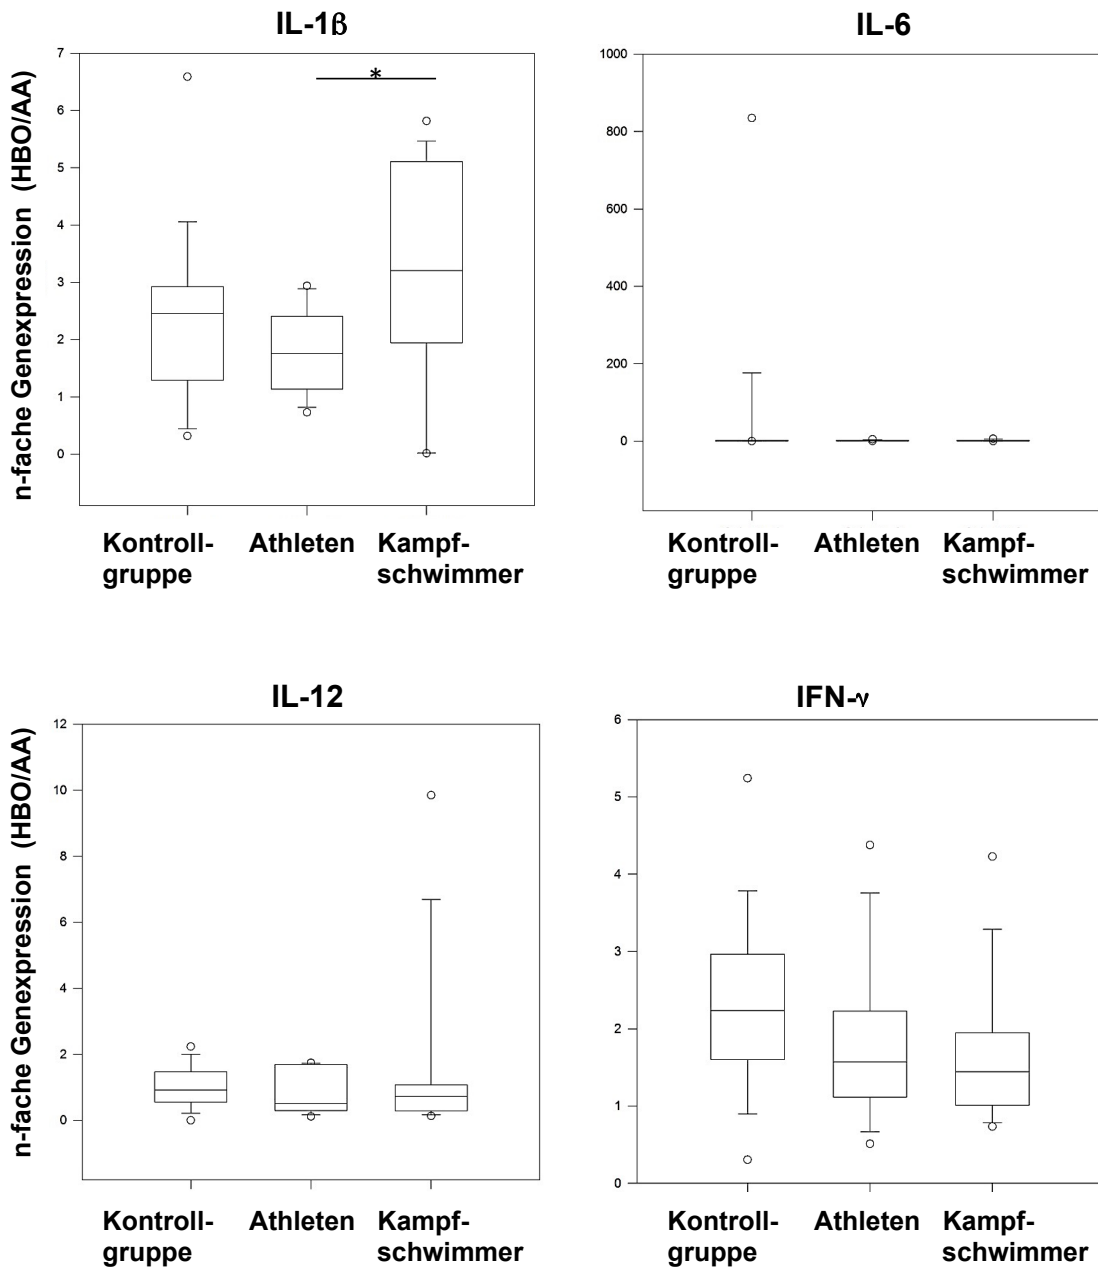 IL-1β
IL-6
n-fache Genexpression (HBO/AA)
7
6
5
4
3
2
1
0
*
1000
800
600
400
200
0
Kontroll-
gruppe
Athleten
Kampf-
schwimmer
Kontroll-
gruppe
Athleten
Kampf-
schwimmer
IL-12
IFN-γ
n-fache Genexpression (HBO/AA)
12
10
8
6
4
2
0
6
5
4
3
2
1
0
Kontroll-
gruppe
Athleten
Kampf-
schwimmer
Kontroll-
gruppe
Athleten
Kampf-
schwimmer